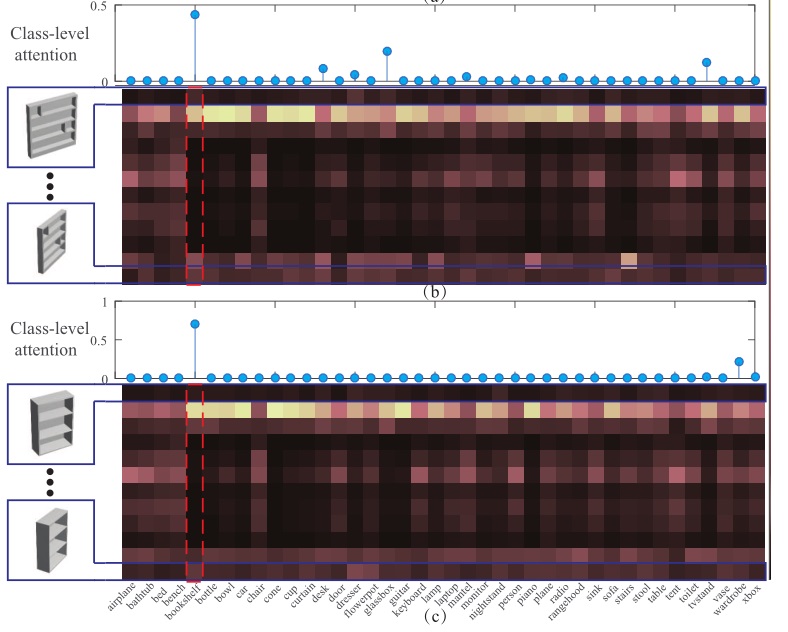 (a)
0.5
Class-level
attention
0
(b)
1
Class-level
attention
0.5
0
airplane bathtub bed bench bookshelf bottle bowl car chair cone cup curtain desk door dresser flowerpot glassbox guitar keyboard lamp laptop mantel monitor nightstand person piano plane radio rangehood sink sofa stairs stool table tent toilet tvstand vase wardrobe xbox
(c)